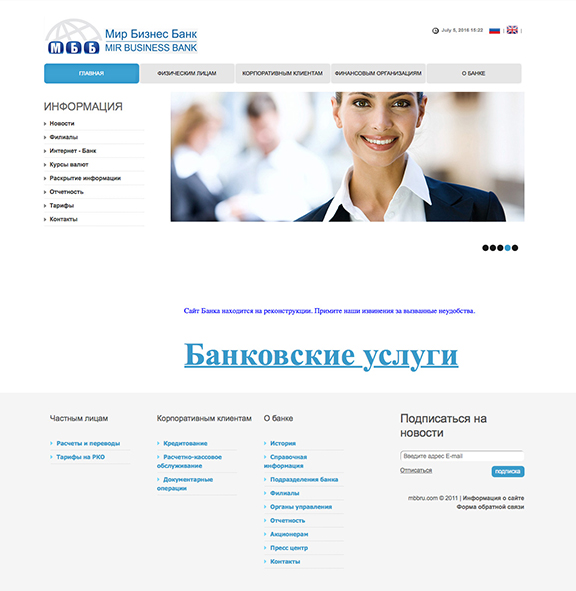 МББ
Мир Бизнес Банк
MIR BUSINESS BANK
July 5, 2016 15:22
ГЛАВНАЯ
ФИЗИЧЕСКИМ ЛИЦАМ
КОРПОРАТИВНЫМ КЛИЕНТАМ
ФИНАНСОВЫМ ОРГАНИЗАЦИЯМ
О БАНКЕ
ИНФОРМАЦИЯ
Новости
Филиалы
Интернет - Банк
Курсы валют
Раскрытие информации
Отчетность
Тарифы
Контакты
Сайт Банка находится на реконструкции. Примите наши извинения за вызванные неудобства.
Банковские услуги
Частным лицам
Расчеты и переводы
Тарифы на РКО
Корпоративным клиентам
Кредитование
Расчетно-кассовое
обслуживание
Документарные
операции
О банке
История
Справочная
информация
Подразделения банка
Филиалы
Органы управления
Отчетность
Акционерам
Пресс центр
Контакты
Подписаться на
новости
Введите адрес E-mail
Отписаться
подписка
mbbru.com © 2011 | Информация о сайте
Форма обратной связи